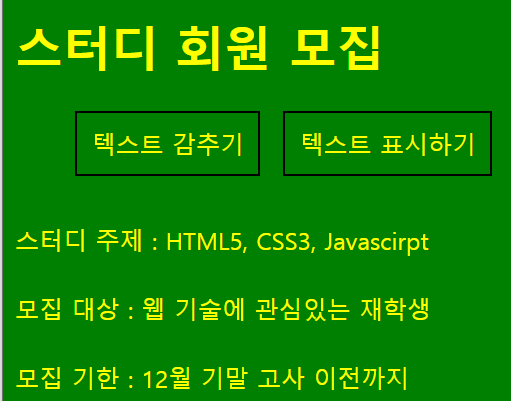 스터디 회원 모집
텍스트 감추기 텍스트 표시하기
스터디 주제 : HTML5, CSS3, Javascirpt
모집 대상 : 웹 기술에 관심있는 재학생
모집 기한 : 12월 기말 고사 이전까지